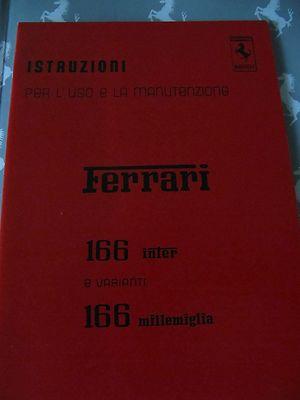 ISTRUZIONI
PER L'USO E LA MANUTENZIONE
Ferrari
166 inter
E VARIANTI
166 millemiglia